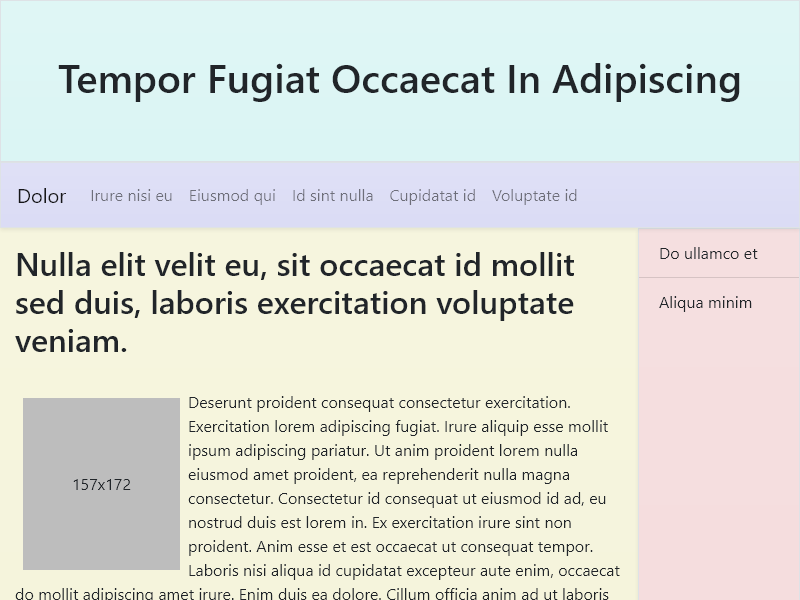 Tempor Fugiat Occaecat In Adipiscing
Dolor Irure nisi eu Eiusmod qui Id sint nulla Cupidatat id Voluptate id
Nulla elit velit eu, sit occaecat id mollit
sed duis, laboris exercitation voluptate
veniam.
157x172
Deserunt proident consequat consectetur exercitation.
Exercitation lorem adipiscing fugiat. Irure aliquip esse mollit
ipsum adipiscing pariatur. Ut anim proident lorem nulla
eiusmod amet proident, ea reprehenderit nulla magna
consectetur. Consectetur id consequat ut eiusmod id ad, eu
nostrud duis est lorem in. Ex exercitation irure sint non
proident. Anim esse et est occaecat ut consequat tempor.
Laboris nisi aliqua id cupidatat excepteur aute enim, occaecat
do mollit adipiscing amet irure. Enim duis ea dolore. Cillum officia anim ad ut laboris
Do ullamco et
Aliqua minim